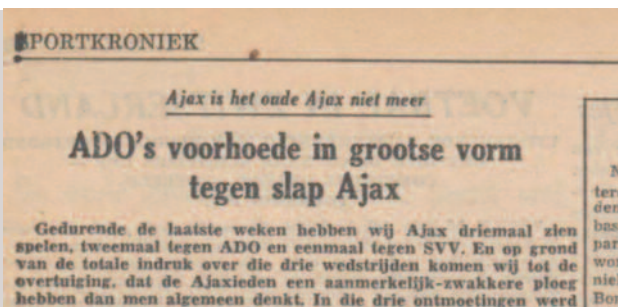 SPORTKRONIEK
Ajax is het oude Ajax niet meer
ADO's voorhoede in grootse vorm
tegen slap Ajax
Gedurende de laatste weken hebben wij Ajax driemaal zien
spelen, tweemaal tegen ADO en eenmaal tegen SVV. En op grond
van de totale indruk over die drie wedstrijden komen wij tot de
overtuiging, dat de Ajaxieden een aanmerkelijk-zwakkere ploeg
hebben dan men algemeen denkt. In die drie ontmoetingen werd